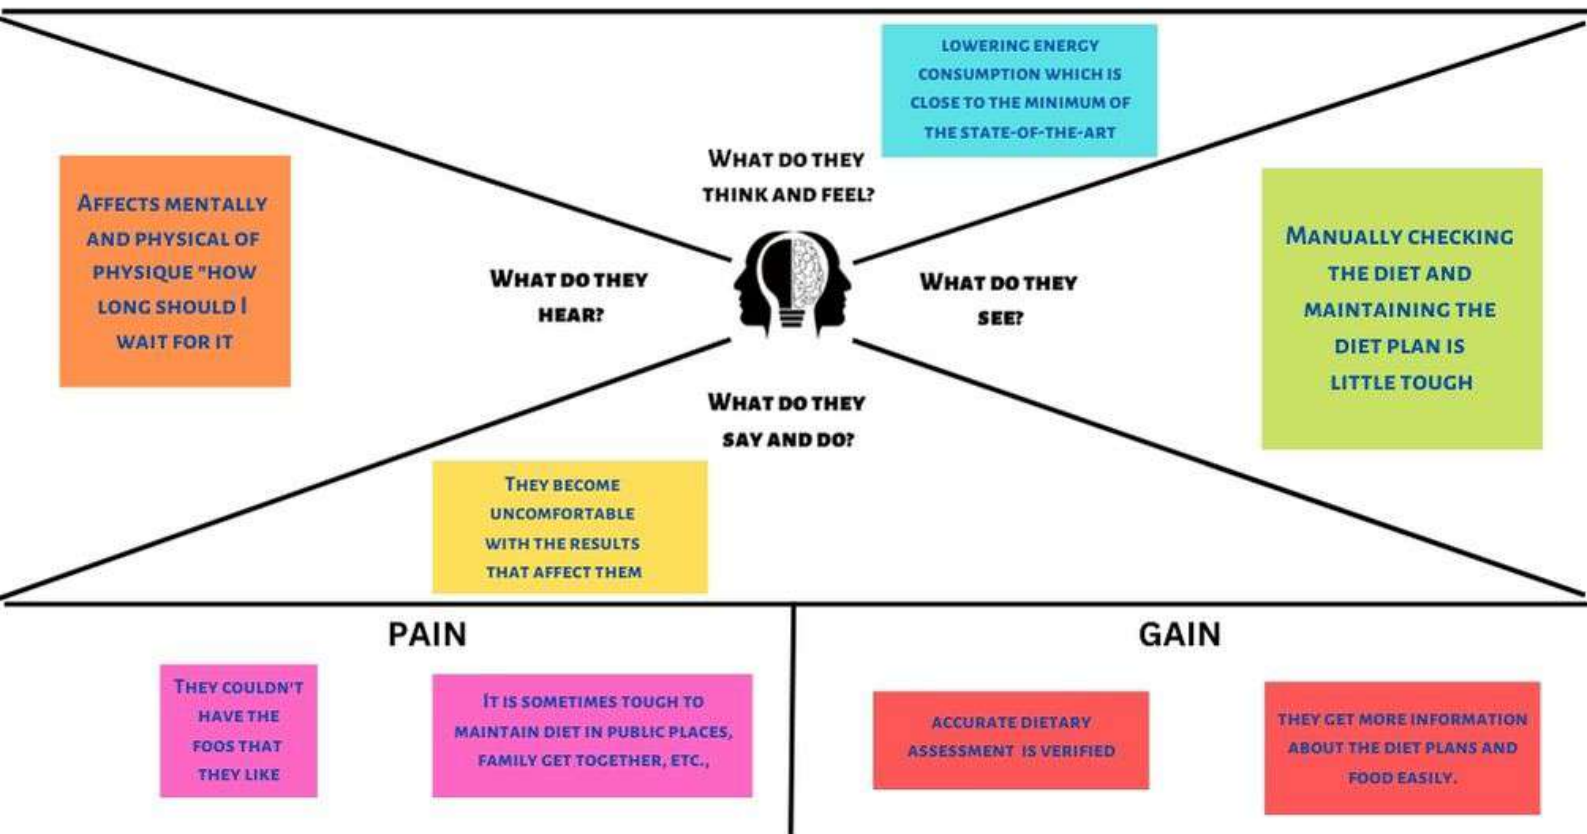 LOWERING ENERGY
CONSUMPTION WHICH IS
CLOSE TO THE MINIMUM OF
THE STATE-OF-THE-ART
WHAT DO THEY
THINK AND FEEL?
AFFECTS MENTALLY
AND PHYSICAL OF
PHYSIQUE "HOW
LONG SHOULD I
WAIT FOR IT
WHAT DO THEY
HEAR?
WHAT DO THEY
SEE?
MANUALLY CHECKING
THE DIET AND
MAINTAINING THE
DIET PLAN IS
LITTLE TOUGH
WHAT DO THEY
SAY AND DO?
THEY BECOME
UNCOMFORTABLE
WITH THE RESULTS
THAT AFFECT THEM
PAIN
THEY COULDN'T
HAVE THE
FOOS THAT
THEY LIKE
IT IS SOMETIMES TOUGH TO
MAINTAIN DIET IN PUBLIC PLACES,
FAMILY GET TOGETHER, ETC.,
GAIN
ACCURATE DIETARY
ASSESSMENT IS VERIFIED
THEY GET MORE INFORMATION
ABOUT THE DIET PLANS AND
FOOD EASILY.